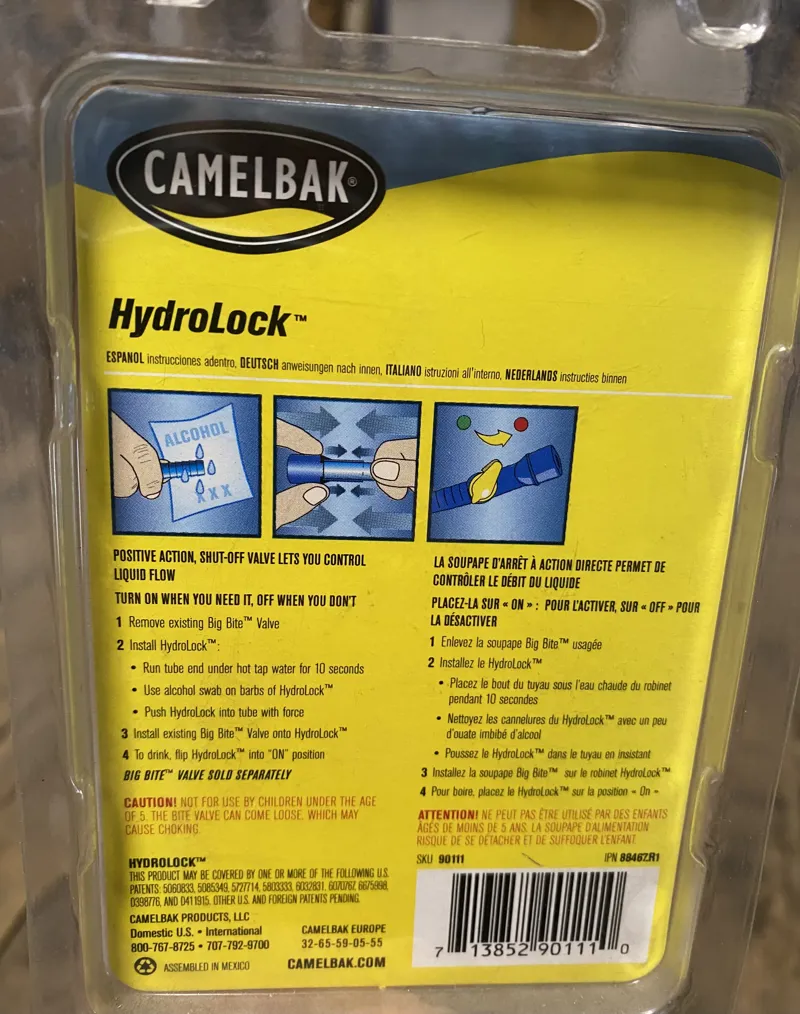 CAMELBAK®
HydroLock™
ESPANOL instrucciones adentro, DEUTSCH anweisungen nach innen, ITALIANO istruzioni all'interno, NEDERLANDS instructies binnen
ALCOHOL
XXX
POSITIVE ACTION, SHUT-OFF VALVE LETS YOU CONTROL
LIQUID FLOW
TURN ON WHEN YOU NEED IT, OFF WHEN YOU DON'T
1 Remove existing Big Bite™ Valve
2 Install HydroLock™:
• Run tube end under hot tap water for 10 seconds
• Use alcohol swab on barbs of HydroLock™
• Push HydroLock into tube with force
3 Install existing Big Bite™ Valve onto HydroLock™
4 To drink, flip HydroLock™ into "ON" position
BIG BITE™ VALVE SOLD SEPARATELY
CAUTION! NOT FOR USE BY CHILDREN UNDER THE AGE
OF 5. THE BITE VALVE CAN COME LOOSE, WHICH MAY
CAUSE CHOKING.
LA SOUPAPE D'ARRÊT À ACTION DIRECTE PERMET DE
CONTRÔLER LE DÉBIT DU LIQUIDE
PLACEZ-LA SUR « ON » : POUR L'ACTIVER, SUR « OFF » POUR
LA DÉSACTIVER
1 Enlevez la soupape Big Bite™ usagée
2 Installez le HydroLock™
• Placez le bout du tuyau sous l'eau chaude du robinet
pendant 10 secondes
• Nettoyez les cannelures du HydroLock™ avec un peu
d'ouate imbibé d'alcool
• Poussez le HydroLock™ dans le tuyau en insistant
3 Installez la soupape Big Bite™ sur le robinet HydroLock™
4 Pour boire, placez le HydroLock™ sur la position « On »
ATTENTION! NE PEUT PAS ÊTRE UTILISÉ PAR DES ENFANTS
ÂGÉS DE MOINS DE 5 ANS. LA SOUPAPE D'ALIMENTATION
RISQUE DE SE DÉTACHER ET DE SUFFOQUER L'ENFANT.
HYDROLOCK™
THIS PRODUCT MAY BE COVERED BY ONE OR MORE OF THE FOLLOWING U.S.
PATENTS: 5060833, 5085349, 5727714, 5803333, 6032831, 6070767, 6675998,
D398776, AND D411915. OTHER U.S. AND FOREIGN PATENTS PENDING.
CAMELBAK PRODUCTS, LLC
Domestic U.S. • International
800-767-8725 • 707-792-9700
CAMELBAK EUROPE
32-65-59-05-55
ASSEMBLED IN MEXICO
CAMELBAK.COM
SKU 90111
IPN 88462R1
7 13852 90111 0